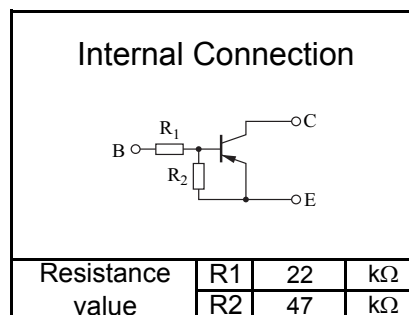 Internal Connection
C
R1
B
R2
E
Resistance value R1 22 kΩ
R2 47 kΩ